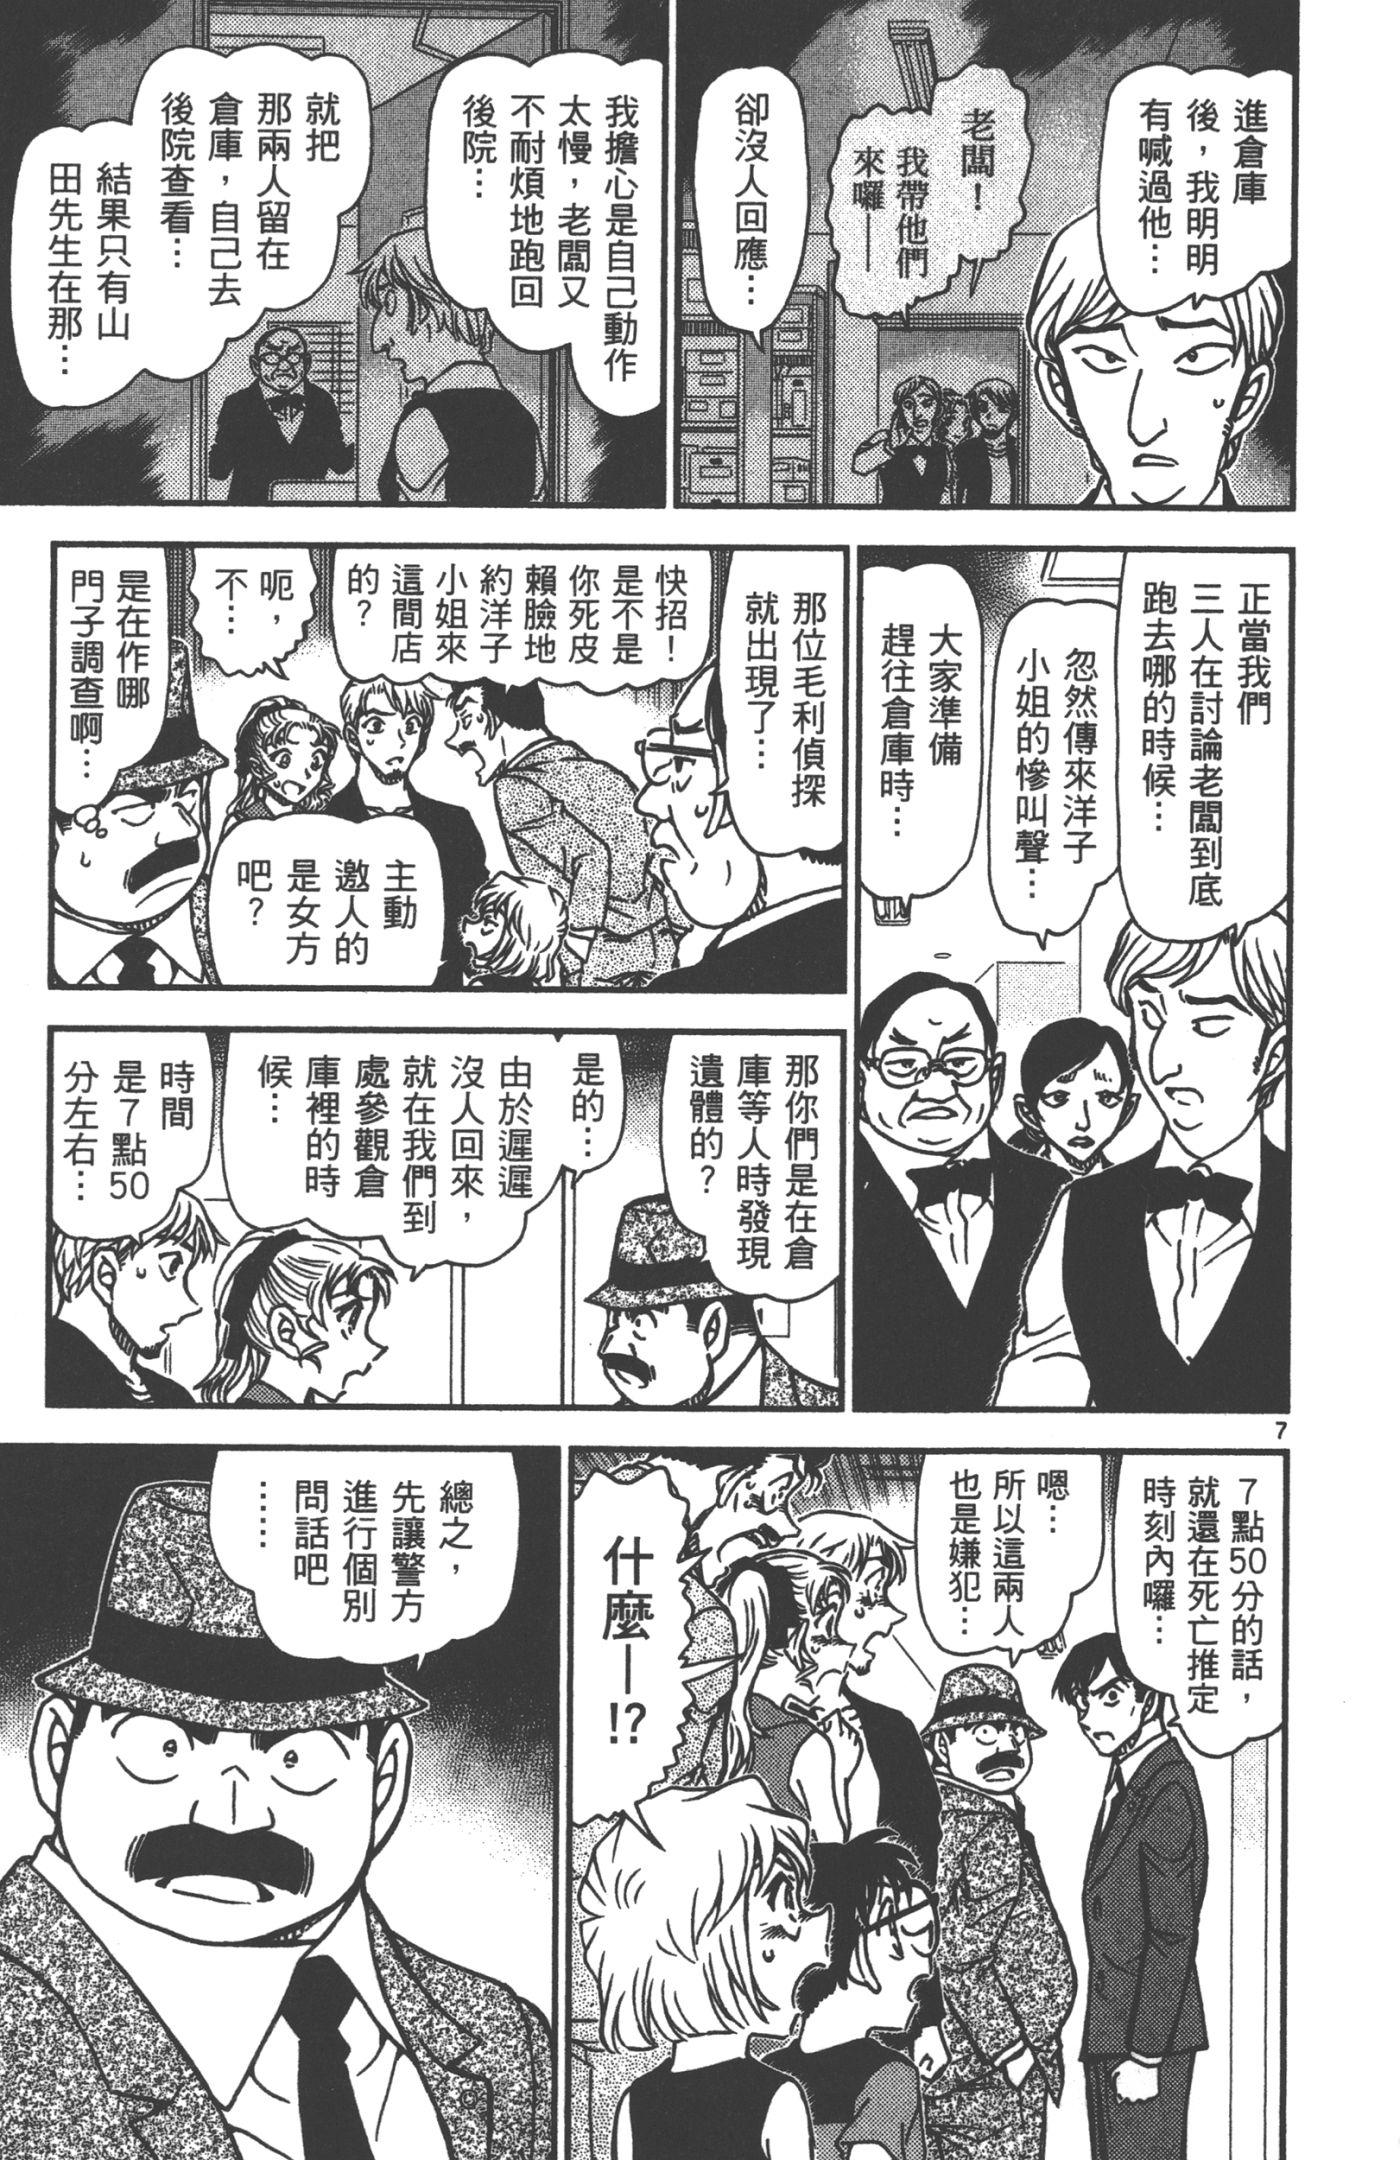 進倉庫
後，我明明
有喊過他…
老闆！
我帶他們
來囉——
卻沒人回應…
我擔心是自己動作
太慢，老闆又
不耐煩地跑回
後院…
就把
那兩人留在
倉庫，自己去
後院查看…
結果只有山
田先生在那…
正當我們
三人在討論老闆到底
跑去哪的時候…
忽然傳來洋子
小姐的慘叫聲…
大家準備
趕往倉庫時…
那位毛利偵探
就出現了…
快招！
是不是
你死皮
賴臉地
約洋子
小姐來
這間店
的？
呃，
不…
主動
邀人的
是女方
吧？
是在作哪
門子調查啊…
那你們是在倉
庫等人時發現
遺體的？
是的…
由於遲遲
沒人回來，
就在我們到
處參觀倉
庫裡的時
候…
時間
是7點50
分左右…
7
7點50分的話，
就還在死亡推定
時刻內囉…
嗯…
所以這兩人
也是嫌犯…
什麼—!?
總之，
先讓警方
進行個別
問話吧
……